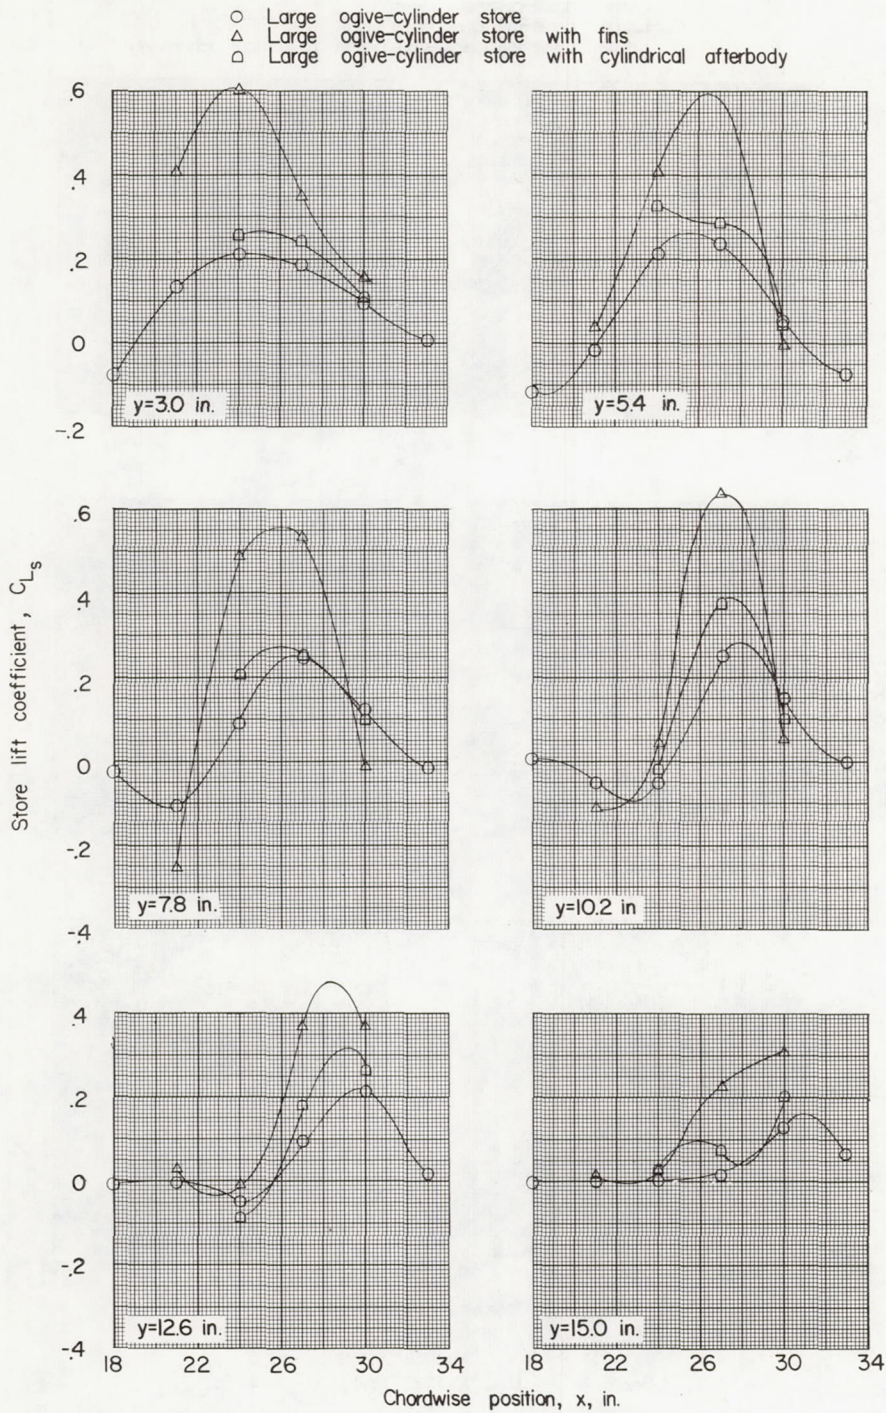 Large ogive-cylinder store
Large ogive-cylinder store with fins
Large ogive-cylinder store with cylindrical afterbody
.6
.4
.2
0
-.2
y=3.0 in.
y=5.4 in.
Store lift coefficient, CLs
.6
.4
.2
0
-.2
-.4
y=7.8 in.
y=10.2 in
.4
.2
0
-.2
-.4
y=12.6 in.
y=15.0 in.
18 22 26 30 34 18 22 26 30 34
Chordwise position, x, in.